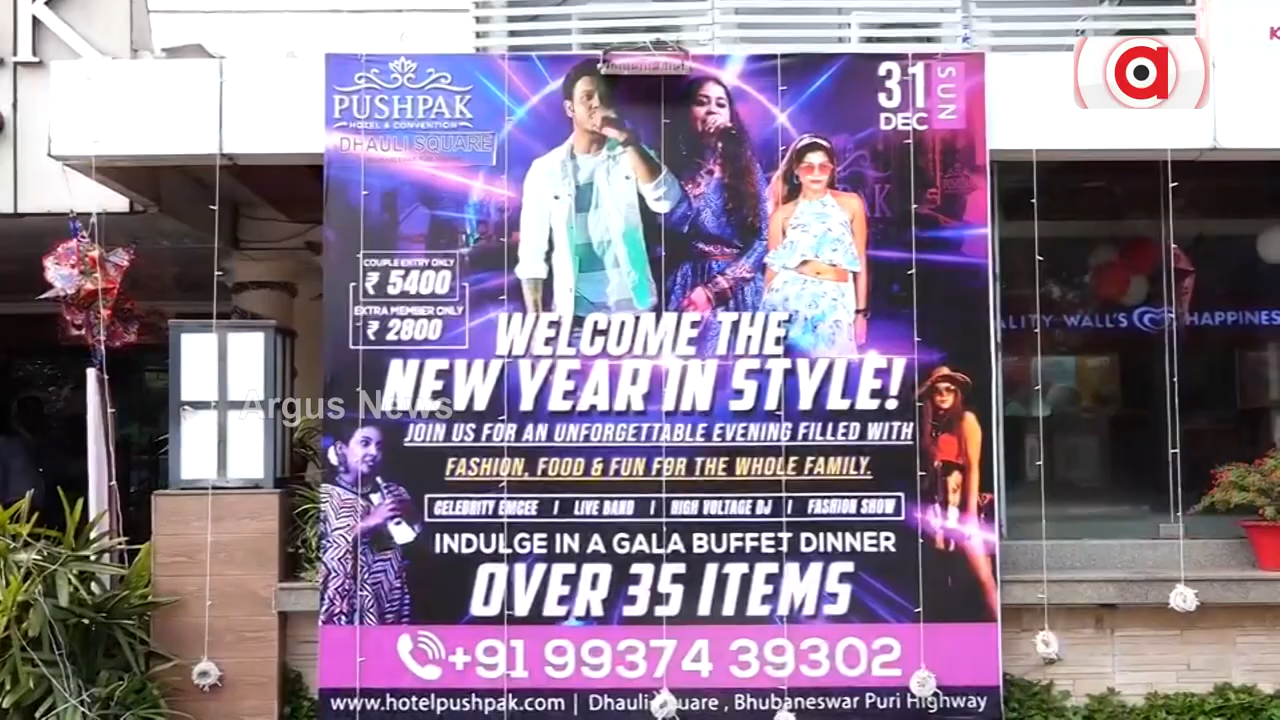 K
PUSHPAK
HOTEL & CONVENTION
DHAULI SQUARE
31
DEC
SUN
COUPLE ENTRY ONLY
₹ 5400
EXTRA MEMBER ONLY
₹ 2800
WELCOME THE
NEW YEAR IN STYLE!
JOIN US FOR AN UNFORGETTABLE EVENING FILLED WITH
FASHION, FOOD & FUN FOR THE WHOLE FAMILY.
CELEBRITY EMCEE | LIVE BAND | HIGH VOLTAGE DJ | FASHION SHOW
INDULGE IN A GALA BUFFET DINNER
OVER 35 ITEMS
+91 99374 39302
www.hotelpushpak.com | Dhauli Square, Bhubaneswar Puri Highway
Argus News
a
K
ALITY WALL'S HAPPINES